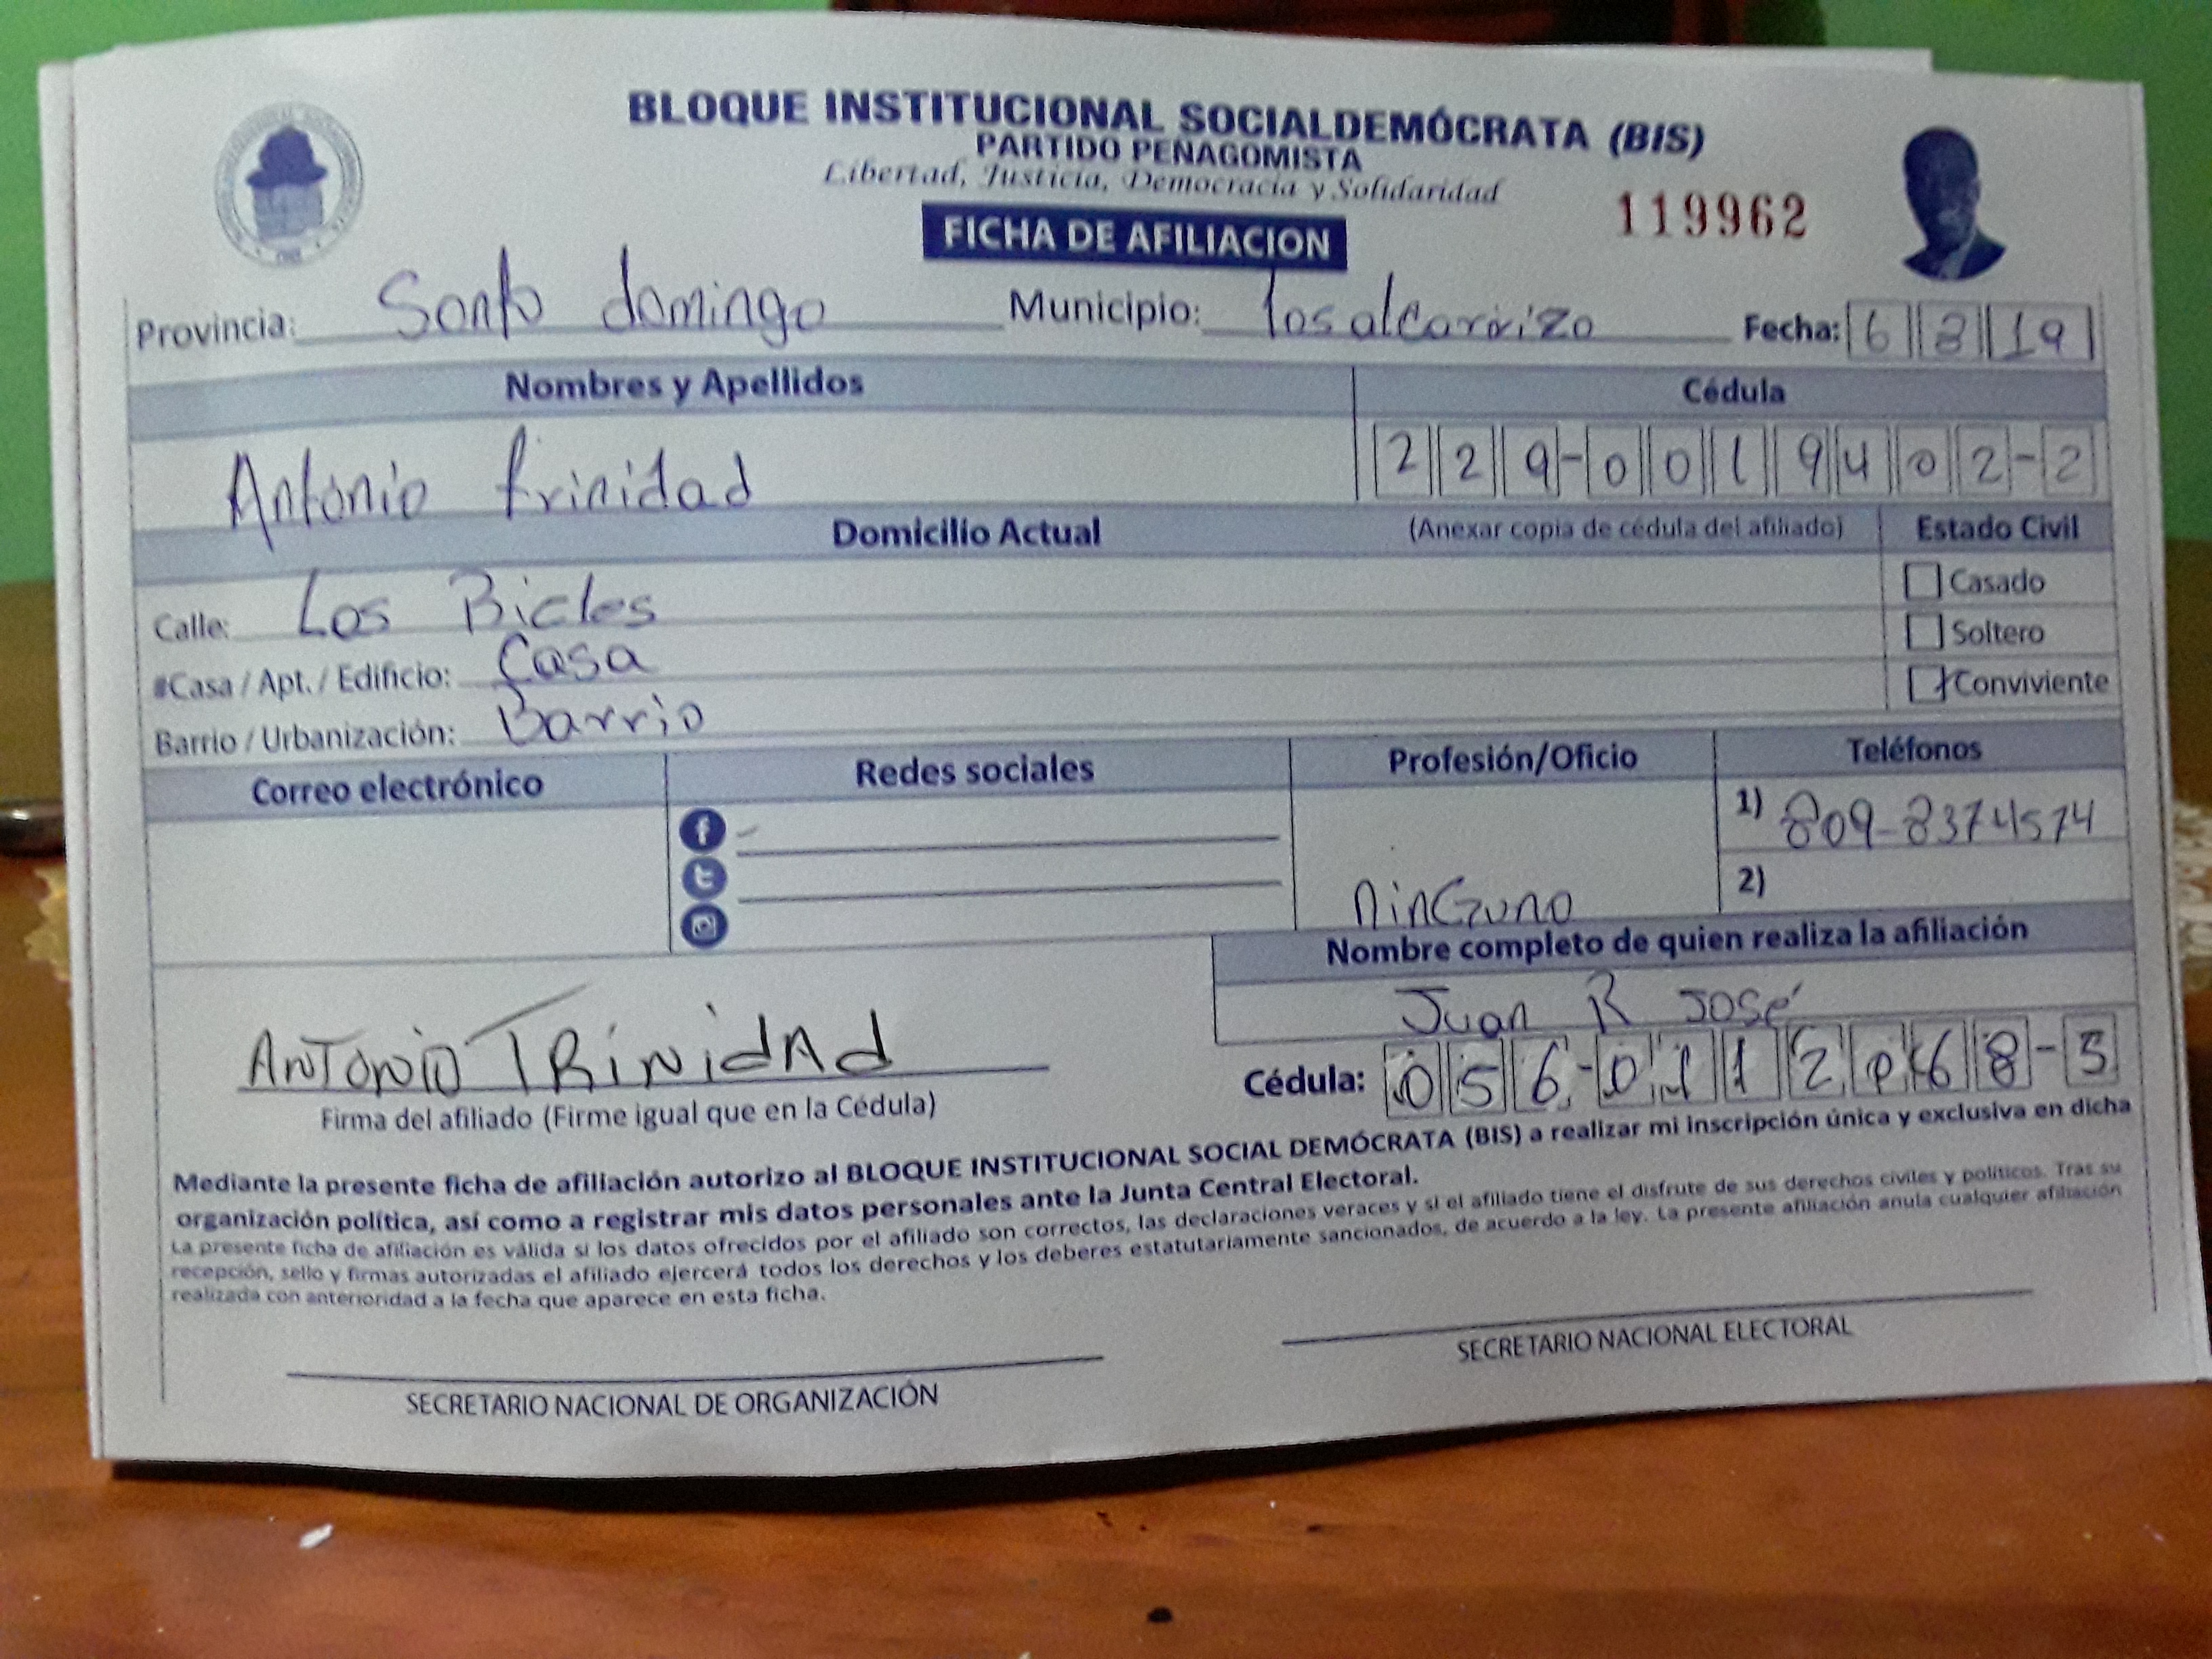 BLOQUE INSTITUCIONAL SOCIALDEMÓCRATA (BIS)
PARTIDO PEÑAGOMISTA
Libertad, Justicia, Democracia y Solidaridad
119962
FICHA DE AFILIACION
Provincia: Santo domingo Municipio: los alcarrizo Fecha: 6 8 19
Nombres y Apellidos Cédula
Antonio trinidad 229-0019402-2
Domicilio Actual (Anexar copia de cédula del afiliado) Estado Civil
Calle: Los Casado
#Casa / Apt. / Edificio: Casa Soltero
Barrio / Urbanización: Barrio Conviviente
Correo electrónico Redes sociales Profesión/Oficio Teléfonos
1) 809-8374574
2)
NinGuno
Nombre completo de quien realiza la afiliación
Juan R José
ANTONIO TRiNidAd
Cédula: 056-0112068-5
Firma del afiliado (Firme igual que en la Cédula)
Mediante la presente ficha de afiliación autorizo al BLOQUE INSTITUCIONAL SOCIAL DEMÓCRATA (BIS) a realizar mi inscripción única y exclusiva en dicha
organización política, así como a registrar mis datos personales ante la Junta Central Electoral.
La presente ficha de afiliación es válida si los datos ofrecidos por el afiliado son correctos, las declaraciones veraces y si el afiliado tiene el disfrute de sus derechos civiles y políticos. Tras su
recepción, sello y firmas autorizadas el afiliado ejercerá todos los derechos y los deberes estatutariamente sancionados, de acuerdo a la ley. La presente afiliación anula cualquier afiliación
realizada con anterioridad a la fecha que aparece en esta ficha.
SECRETARIO NACIONAL DE ORGANIZACIÓN SECRETARIO NACIONAL ELECTORAL